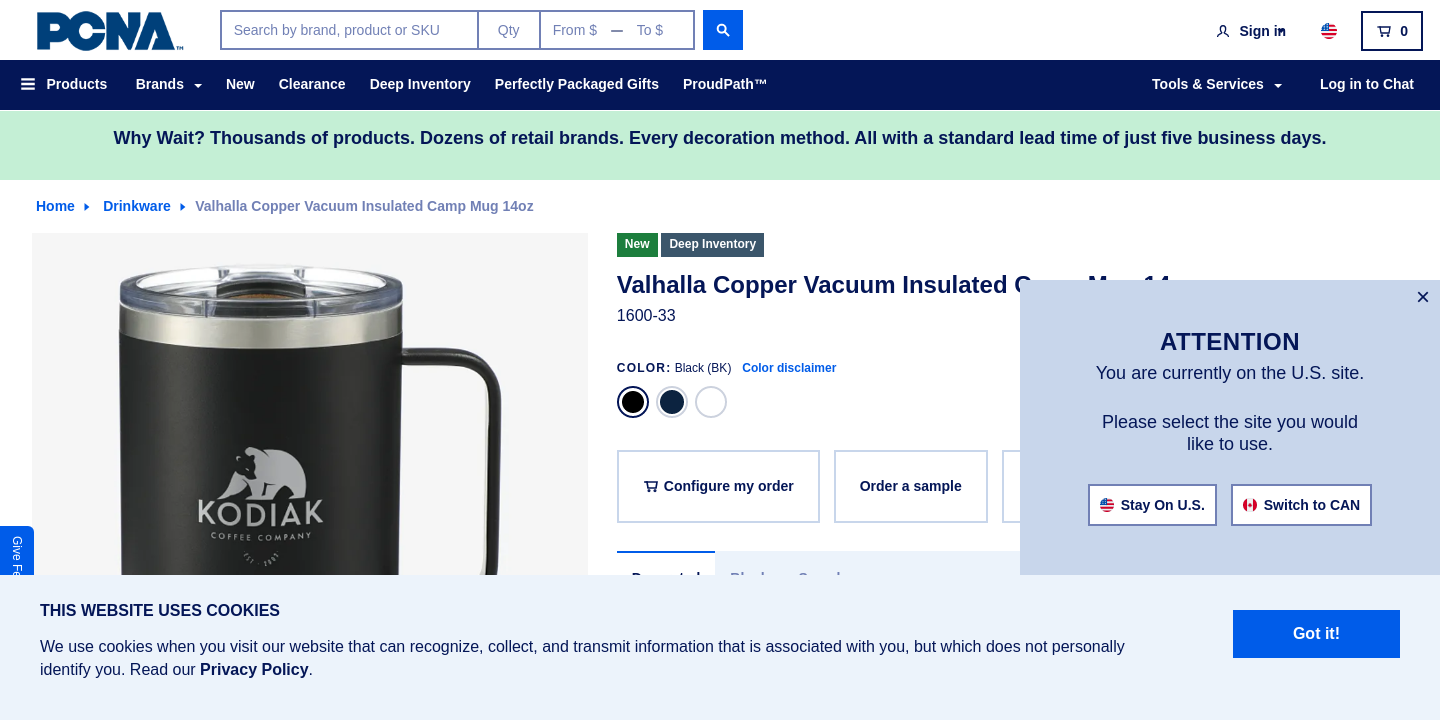 PCNA™
Search by brand, product or SKU
Qty
From $ — To $
Sign in
0
Products
Brands
New
Clearance
Deep Inventory
Perfectly Packaged Gifts
ProudPath™
Tools & Services
Log in to Chat
Why Wait? Thousands of products. Dozens of retail brands. Every decoration method. All with a standard lead time of just five business days.
Home
Drinkware
Valhalla Copper Vacuum Insulated Camp Mug 14oz
New
Deep Inventory
Valhalla Copper Vacuum Insulated
1600-33
COLOR: Black (BK) Color disclaimer
Configure my order
Order a sample
KODIAK
COFFEE COMPANY
×
ATTENTION
You are currently on the U.S. site.
Please select the site you would
like to use.
Stay On U.S.
Switch to CAN
Give
THIS WEBSITE USES COOKIES
We use cookies when you visit our website that can recognize, collect, and transmit information that is associated with you, but which does not personally
identify you. Read our Privacy Policy.
Got it!